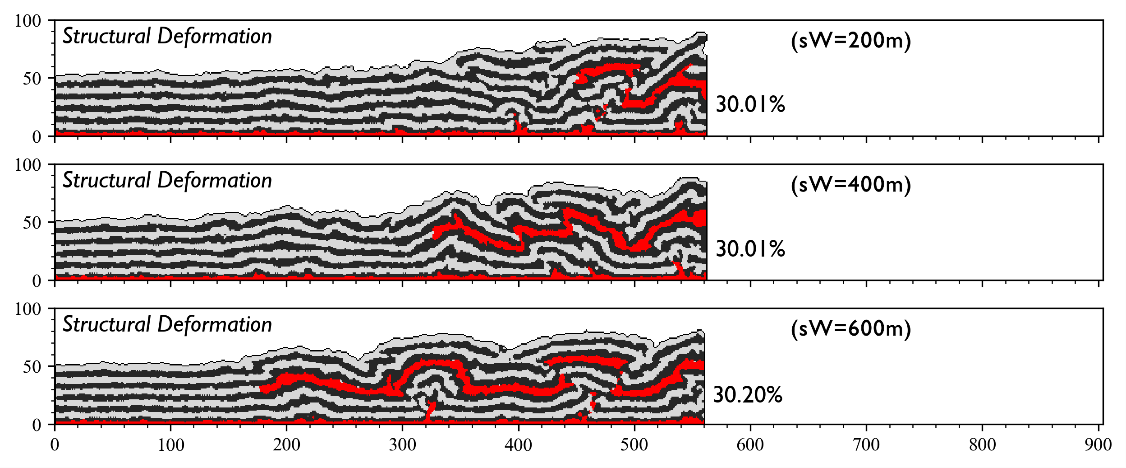 100
Structural Deformation
(sW=200m)
50
30.01%
0
100
Structural Deformation
(sW=400m)
50
30.01%
0
100
Structural Deformation
(sW=600m)
50
30.20%
0
0 100 200 300 400 500 600 700 800 900